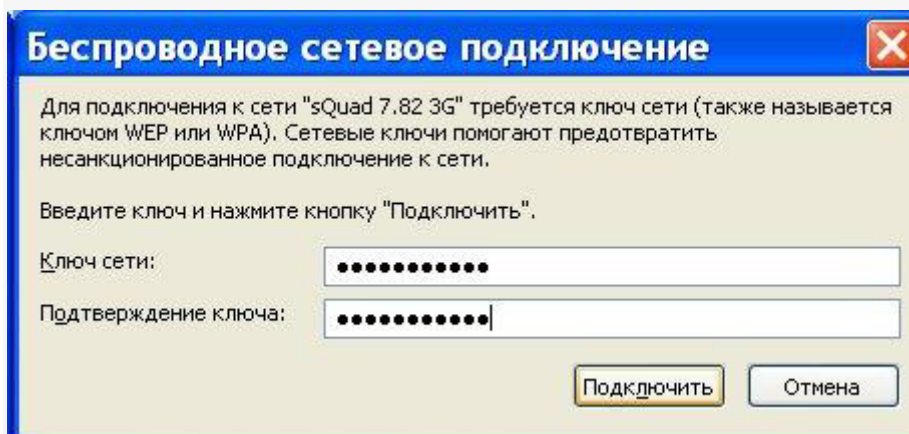 Беспроводное сетевое подключение
Для подключения к сети "sQuad 7.82 3G" требуется ключ сети (также называется
ключом WEP или WPA). Сетевые ключи помогают предотвратить
несанкционированное подключение к сети.
Введите ключ и нажмите кнопку "Подключить".
Ключ сети: ●●●●●●●●●●●
Подтверждение ключа: ●●●●●●●●●●●
Подключить Отмена